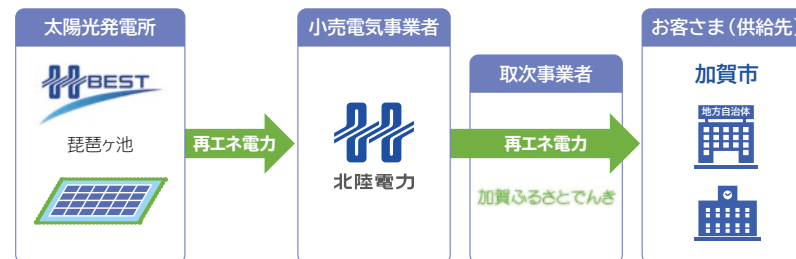 太陽光発電所
BEST
琵琶ヶ池
再エネ電力
小売電気事業者
北陸電力
取次事業者
再エネ電力
加賀ふるさとでんき
お客さま（供給先）
加賀市
地方自治体